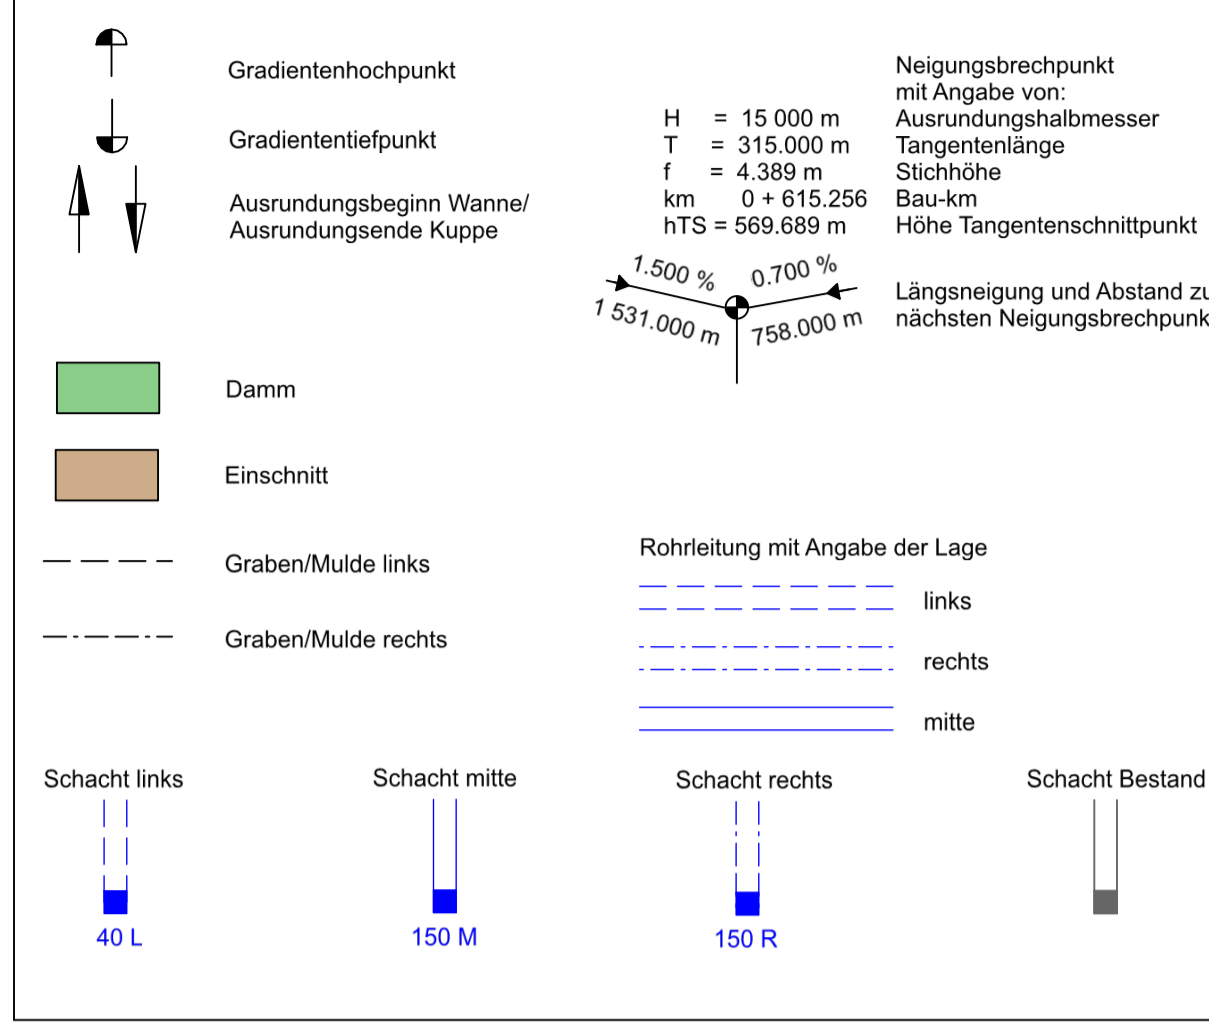 Gradientenhochpunkt
Gradiententiefpunkt
Ausrundungsbeginn Wanne/
Ausrundungsende Kuppe
Neigungsbrechpunkt
mit Angabe von:
H = 15 000 m Ausrundungshalbmesser
T = 315.000 m Tangentenlänge
f = 4.389 m Stichhöhe
km 0 + 615.256 Bau-km
hTS = 569.689 m Höhe Tangentenschnittpunkt
1.500 % 0.700 %
1 531.000 m 758.000 m
Längsneigung und Abstand zu
nächsten Neigungsbrechpunk
Damm
Einschnitt
Graben/Mulde links
Graben/Mulde rechts
Rohrleitung mit Angabe der Lage
links
rechts
mitte
Schacht links Schacht mitte Schacht rechts Schacht Bestand
40 L 150 M 150 R